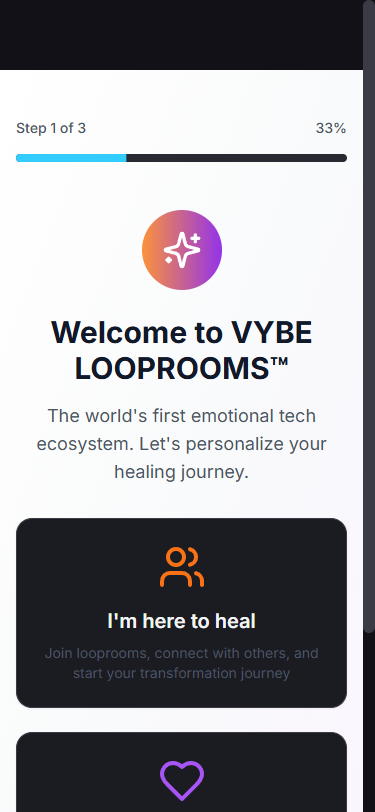 Step 1 of 3
33%
Welcome to VYBE
LOOPROOMS™
The world's first emotional tech
ecosystem. Let's personalize your
healing journey.
I'm here to heal
Join looprooms, connect with others, and
start your transformation journey